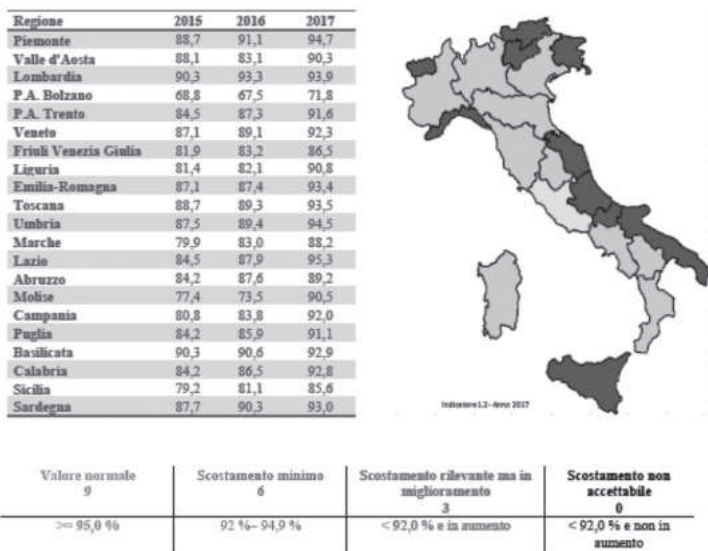 Regione 2015 2016 2017
Piemonte 88,7 91,1 94,7
Valle d'Aosta 88,1 83,1 90,3
Lombardia 90,3 93,3 93,9
P.A. Bolzano 68,8 67,5 71,8
P.A. Trento 84,5 87,3 91,6
Veneto 87,1 89,1 92,3
Friuli Venezia Giulia 81,9 83,2 86,5
Liguria 81,4 82,1 90,8
Emilia-Romagna 87,1 87,4 93,4
Toscana 88,7 89,3 93,5
Umbria 87,5 89,4 94,5
Marche 79,9 83,0 88,2
Lazio 84,5 87,9 95,3
Abruzzo 84,2 87,6 89,2
Molise 77,4 73,5 90,5
Campania 80,8 83,8 92,0
Puglia 84,2 85,9 91,1
Basilicata 90,3 90,6 92,9
Calabria 84,2 86,5 92,8
Sicilia 79,2 81,1 85,6
Sardegna 87,7 90,3 93,0
Indicatore 1.2 - Anno 2017
Valore normale Scostamento minimo Scostamento rilevante ma in Scostamento non
9 6 miglioramento accettabile
3 0
>= 95,0 % 92 %– 94,9 % < 92,0 % e in aumento < 92,0 % e non in
aumento